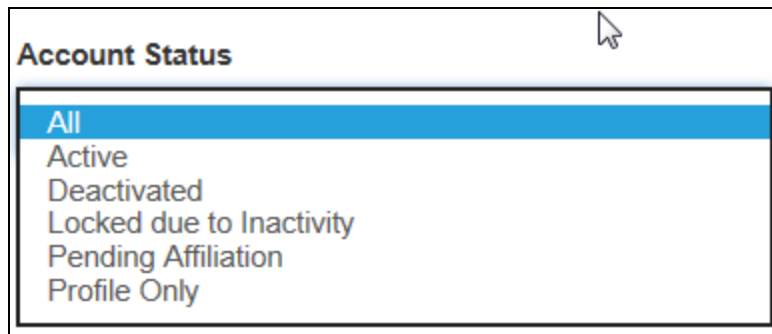 Account Status
All
Active
Deactivated
Locked due to Inactivity
Pending Affiliation
Profile Only